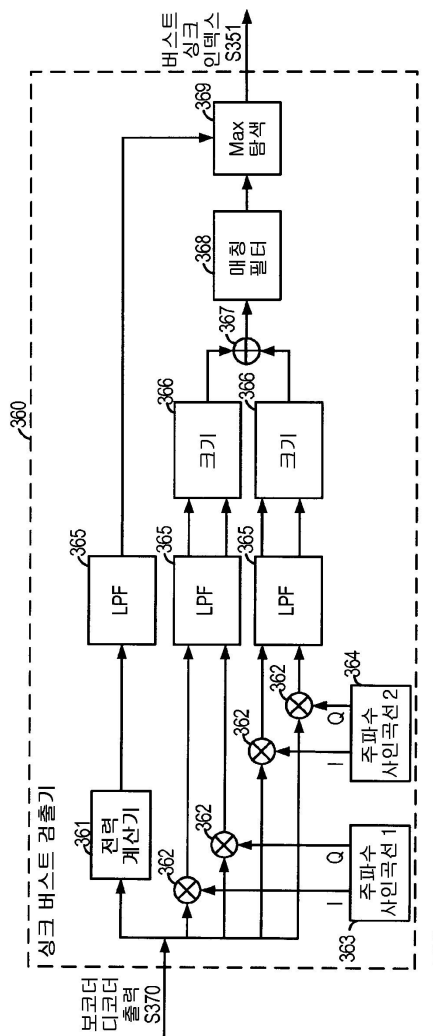 360
싱크 버스트 검출기
보코더
디코더
출력
S370
361
전력
계산기
365
LPF
362
362
365
LPF
366
크기
362
362
365
LPF
366
크기
367
368
매칭
필터
369
Max
탐색
버스트
싱크
인덱스
S351
I
Q
I
Q
363
주파수
사인곡선 1
364
주파수
사인곡선 2